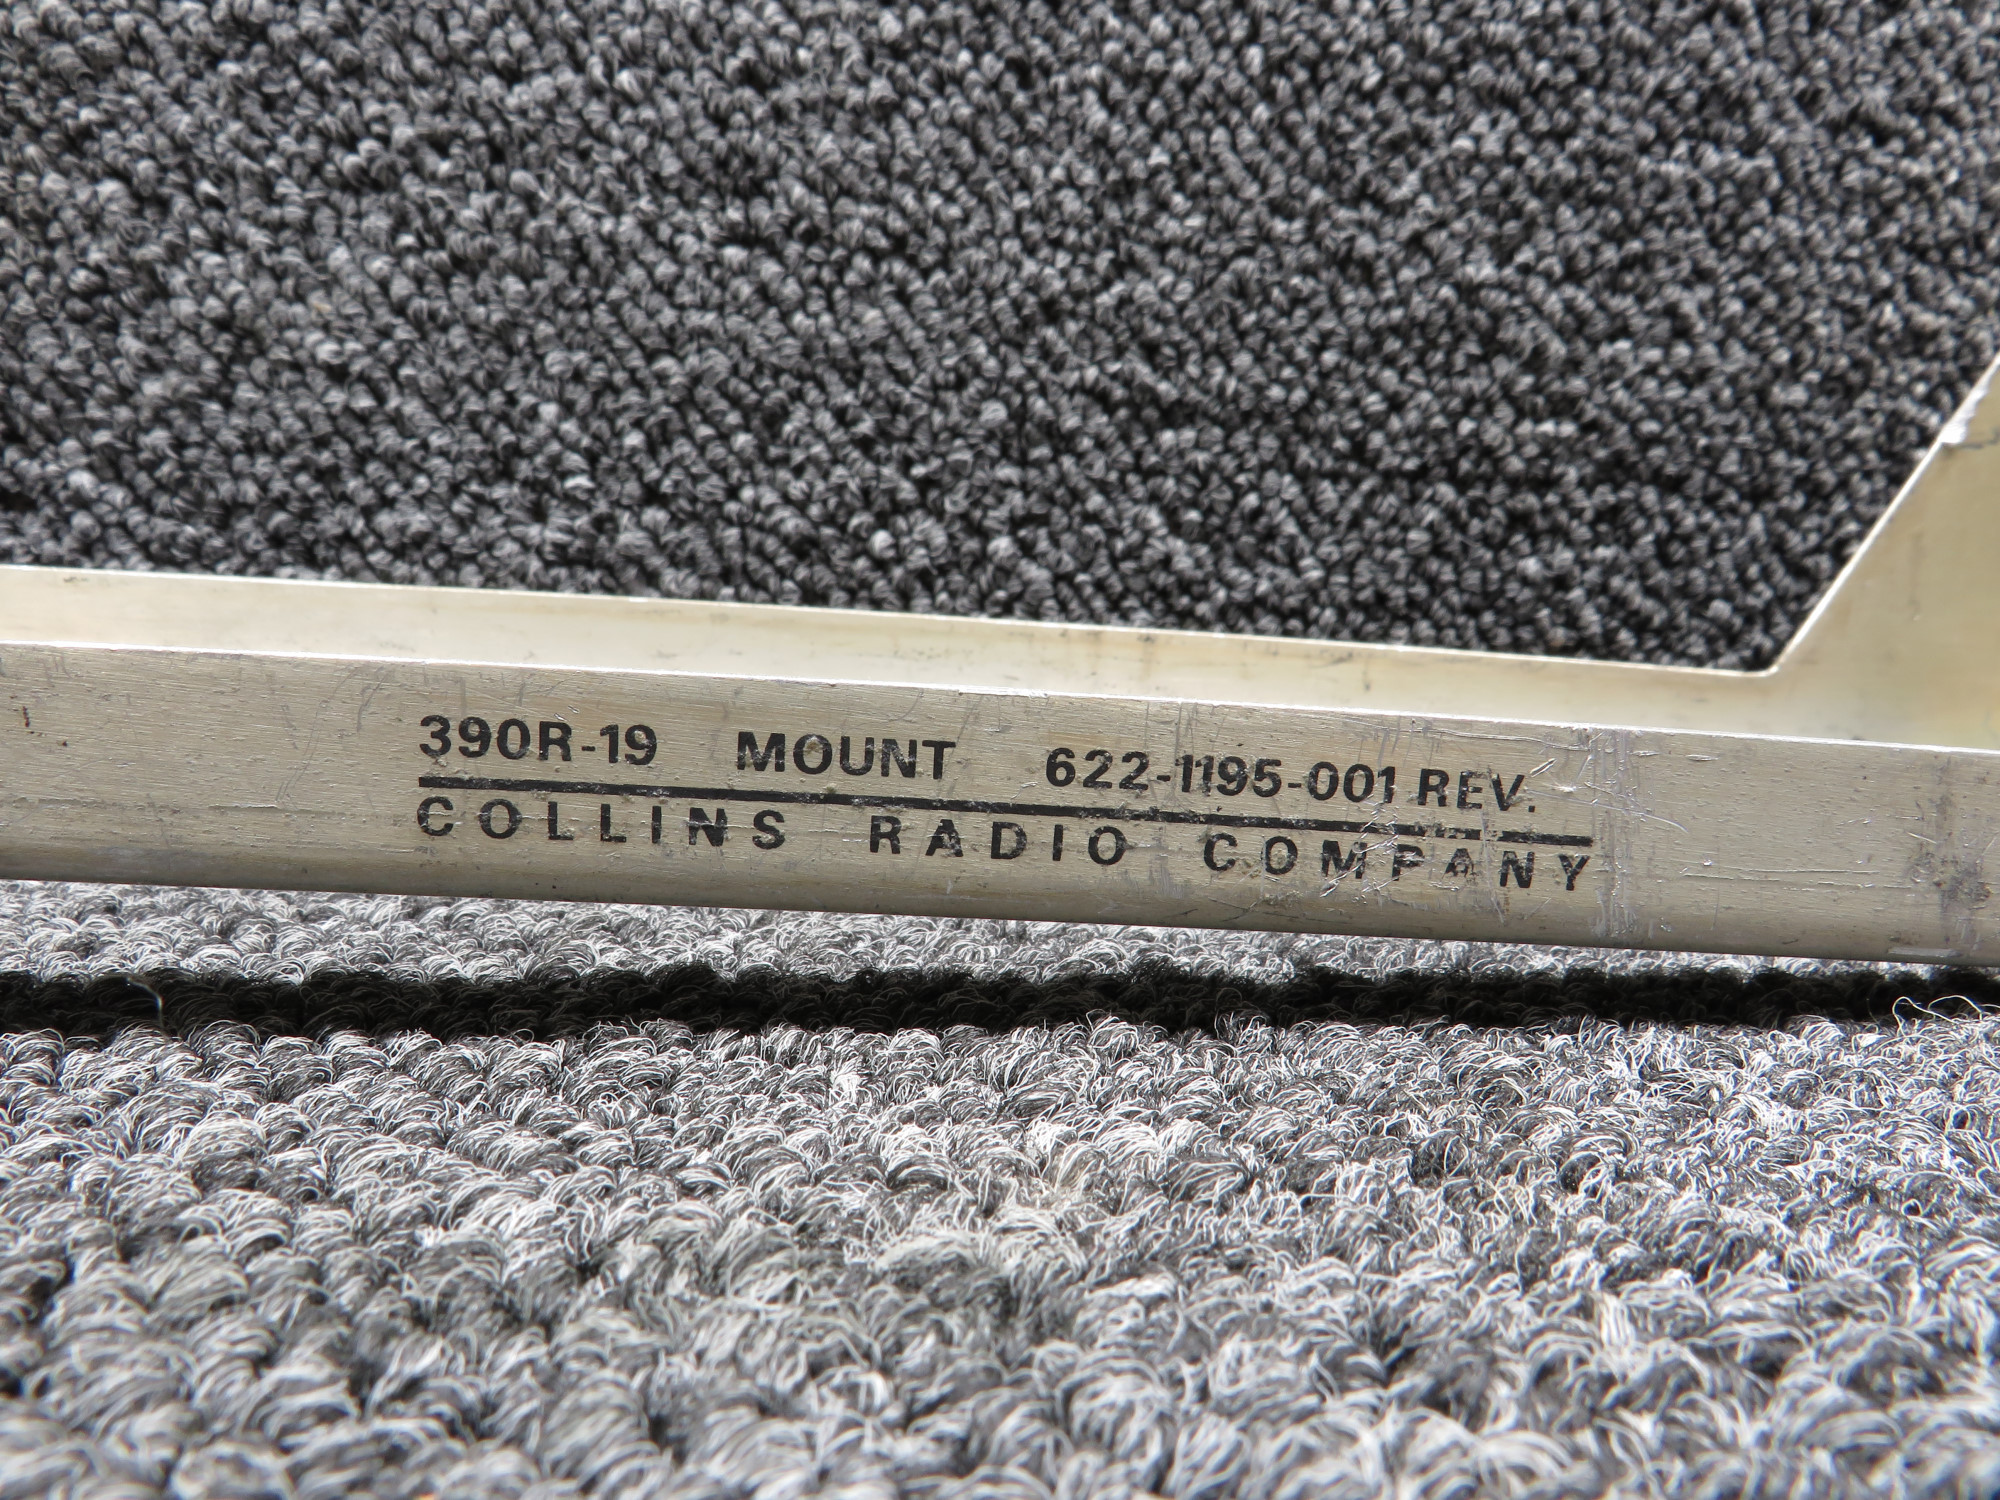 390R-19 MOUNT 622-1195-001 REV.
COLLINS RADIO COMPANY